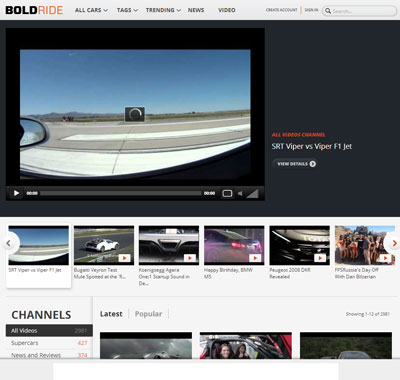 BOLDRIDE
ALL CARS TAGS TRENDING NEWS VIDEO CREATE ACCOUNT SIGN IN Search...
ALL VIDEOS CHANNEL
SRT Viper vs Viper F1 Jet
VIEW DETAILS
00:00 00:00
SRT Viper vs Viper F1 Jet
Bugatti Veyron Test
Mule Spotted at the 'R...
Koenigsegg Agera
One:1 Startup Sound in
De...
Happy Birthday, BMW
M5
Peugeot 2008 DKR
Revealed
FPSRussia's Day Off
With Dan Bilzerian
CHANNELS
Latest Popular Showing 1-12 of 2981
All Videos 2981
Supercars 427
News and Reviews 374